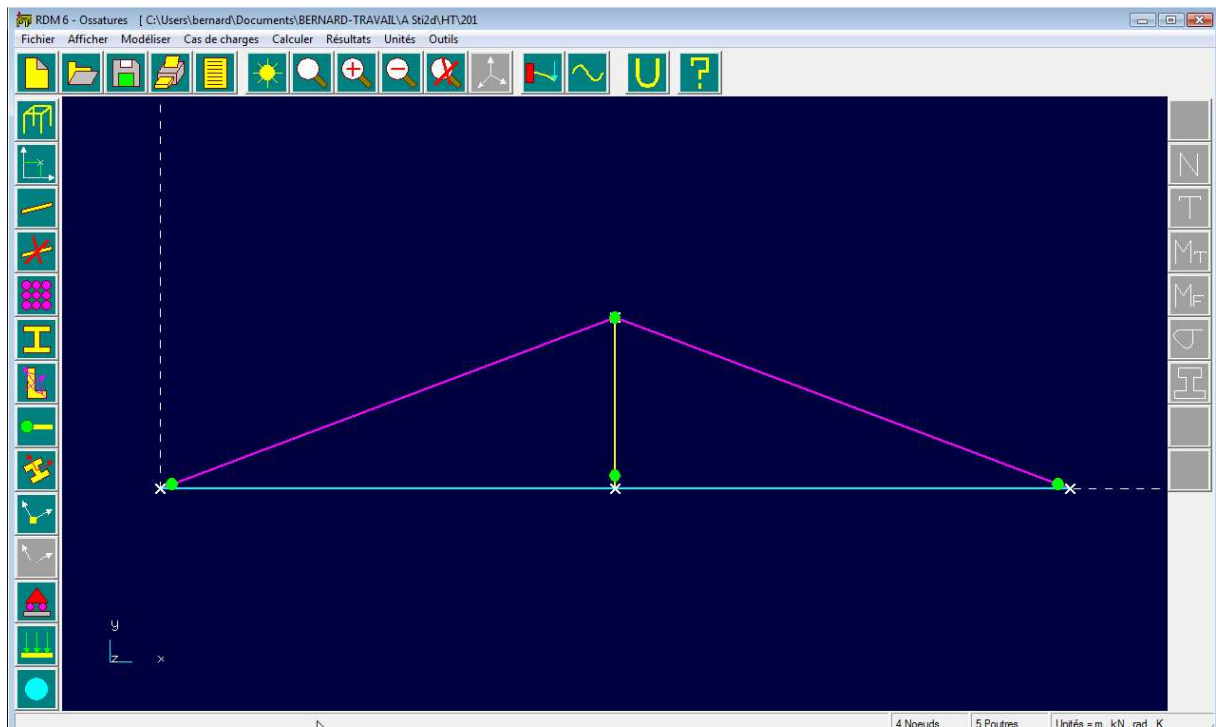 RDM 6 - Ossatures [ C:\Users\bernard\Documents\BERNARD-TRAVAIL\A Sti2d\HT\201
Fichier Afficher Modéliser Cas de charges Calculer Résultats Unités Outils
N
T
MT
MF
σ
y
z x
4 Noeuds 5 Poutres Unités = m kN rad K